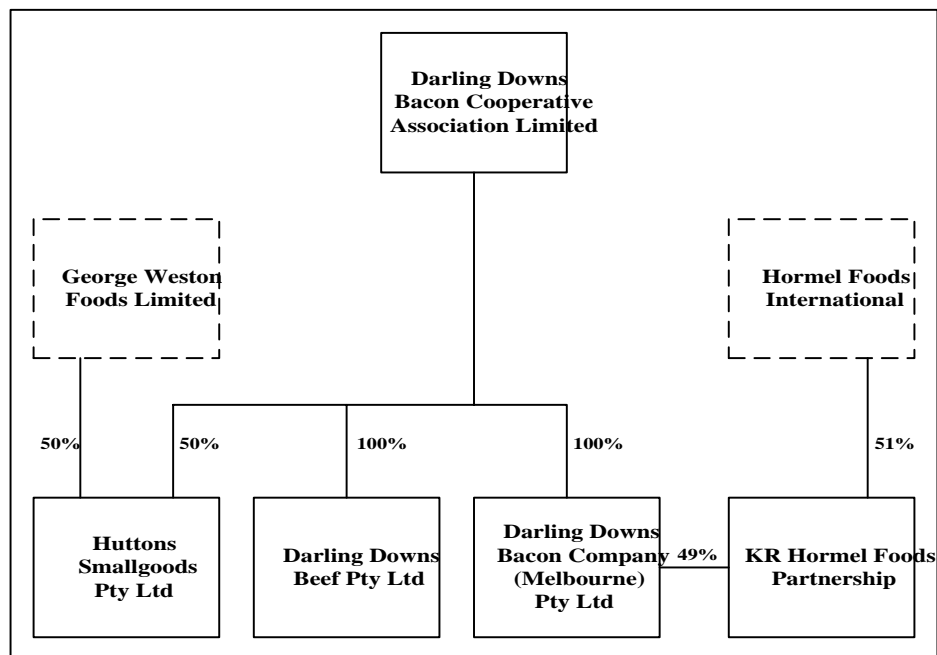 Darling Downs
Bacon Cooperative
Association Limited
George Weston
Foods Limited
Hormel Foods
International
50%
50%
100%
100%
51%
Huttons
Smallgoods
Pty Ltd
Darling Downs
Beef Pty Ltd
Darling Downs
Bacon Company
(Melbourne)
Pty Ltd
49%
KR Hormel Foods
Partnership